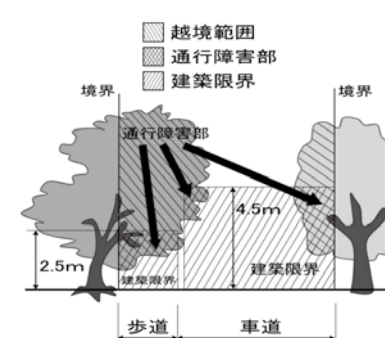 越境範囲
通行障害部
建築限界
境界
境界
通行障害部
4.5m
2.5m
建築限界
建築限界
歩道
車道